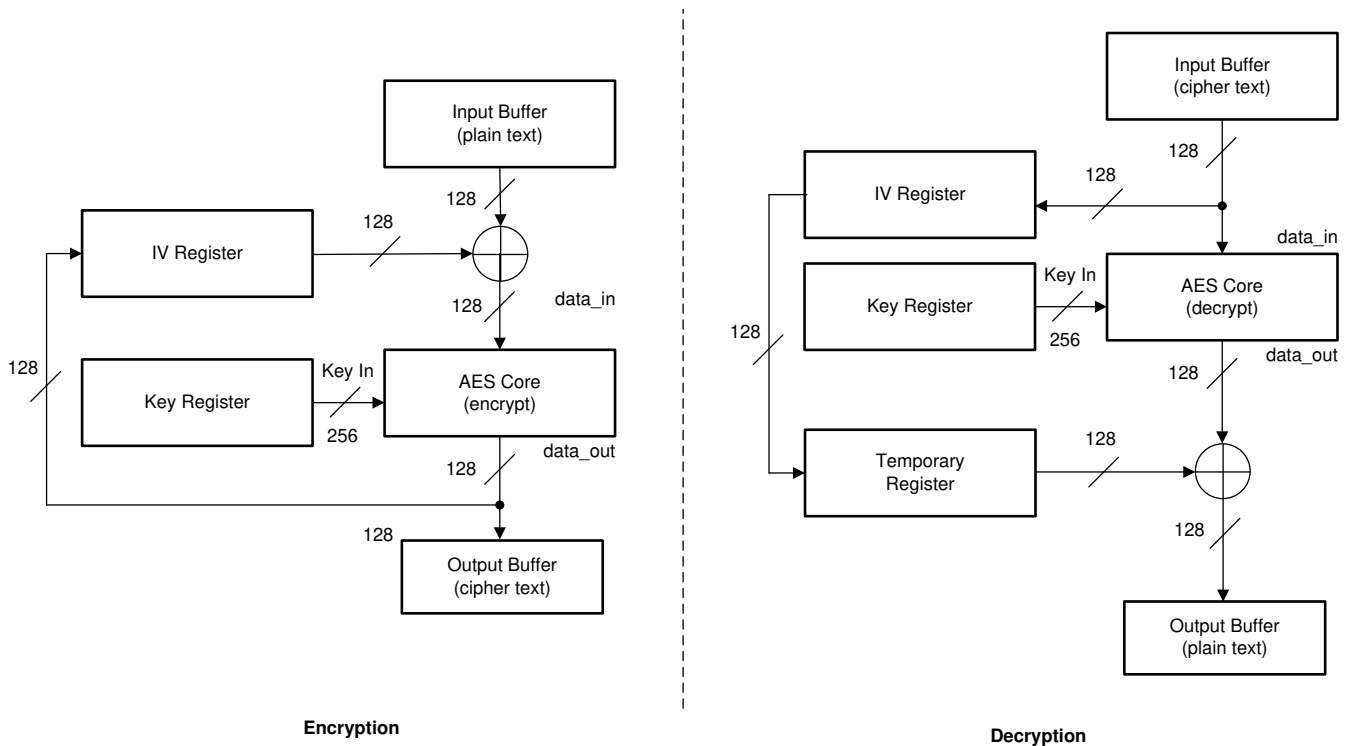 Input Buffer
(plain text)
128
IV Register
128
128
data_in
128
Key Register
Key In
256
AES Core
(encrypt)
data_out
128
128
Output Buffer
(cipher text)
Encryption
Input Buffer
(cipher text)
128
128
IV Register
data_in
Key Register
Key In
256
AES Core
(decrypt)
data_out
128
128
Temporary
Register
128
128
Output Buffer
(plain text)
Decryption